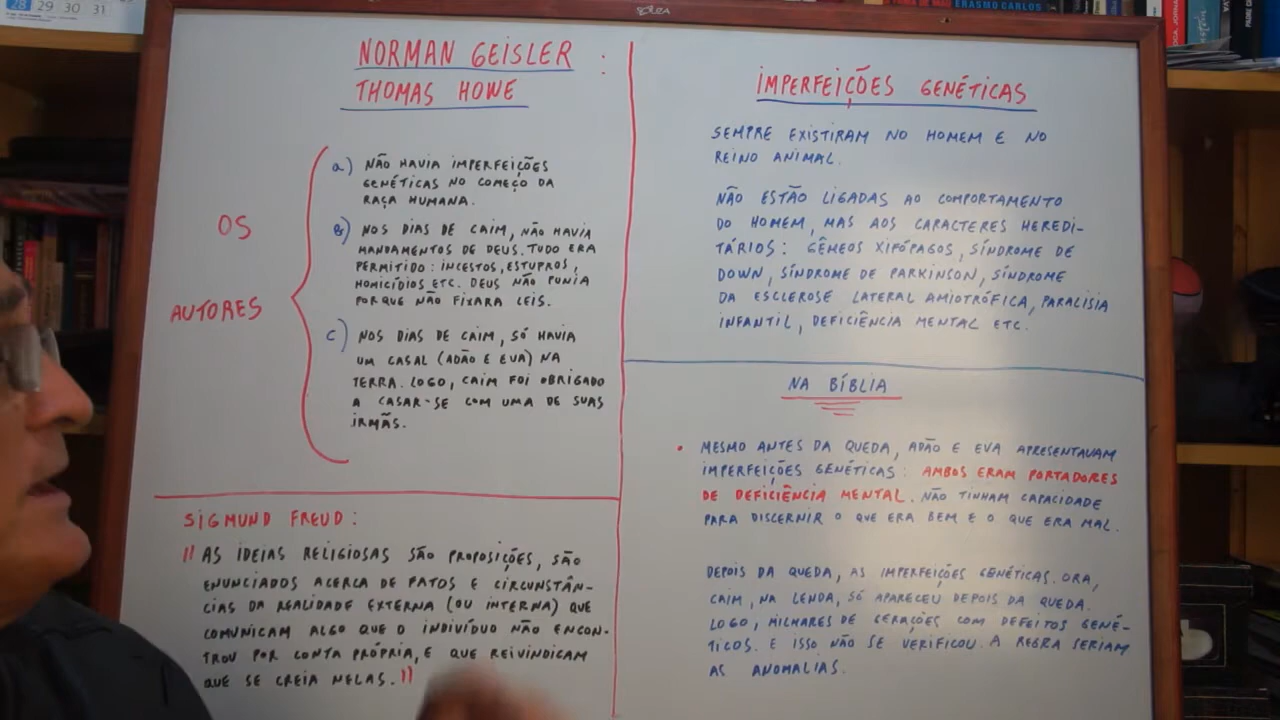 28 29 30 31
ERASMO CARLOS
NORMAN GEISLER :
THOMAS HOWE
OS
AUTORES
a) NÃO HAVIA IMPERFEIÇÕES
GENÉTICAS NO COMEÇO DA
RAÇA HUMANA.
B) NOS DIAS DE CAIM, NÃO HAVIA
MANDAMENTOS DE DEUS. TUDO ERA
PERMITIDO: INCESTOS, ESTUPROS,
HOMICÍDIOS ETC. DEUS NÃO PUNIA
PORQUE NÃO FIXARA LEIS.
C) NOS DIAS DE CAIM, SÓ HAVIA
UM CASAL (ADÃO E EVA) NA
TERRA. LOGO, CAIM FOI OBRIGADO
A CASAR-SE COM UMA DE SUAS
IRMÃS.
SIGMUND FREUD:
"AS IDEIAS RELIGIOSAS SÃO PROPOSIÇÕES, SÃO
ENUNCIADOS ACERCA DE FATOS E CIRCUNSTÂN-
CIAS DA REALIDADE EXTERNA (OU INTERNA) QUE
COMUNICAM ALGO QUE O INDIVÍDUO NÃO ENCON-
TROU POR CONTA PRÓPRIA, E QUE REIVINDICAM
QUE SE CREIA NELAS."
IMPERFEIÇÕES GENÉTICAS
SEMPRE EXISTIRAM NO HOMEM E NO
REINO ANIMAL.
NÃO ESTÃO LIGADAS AO COMPORTAMENTO
DO HOMEM, MAS AOS CARACTERES HEREDI-
TÁRIOS: GÊMEOS XIPÓPAGOS, SÍNDROME DE
DOWN, SÍNDROME DE PARKINSON, SÍNDROME
DA ESCLEROSE LATERAL AMIOTRÓFICA, PARALISIA
INFANTIL, DEFICIÊNCIA MENTAL ETC.
NA BÍBLIA
• MESMO ANTES DA QUEDA, ADÃO E EVA APRESENTAVAM
IMPERFEIÇÕES GENÉTICAS: AMBOS ERAM PORTADORES
DE DEFICIÊNCIA MENTAL. NÃO TINHAM CAPACIDADE
PARA DISCERNIR O QUE ERA BEM E O QUE ERA MAL.
DEPOIS DA QUEDA, AS IMPERFEIÇÕES GENÉTICAS. ORA,
CAIM, NA LENDA, SÓ APARECEU DEPOIS DA QUEDA.
LOGO, MILHARES DE GERAÇÕES COM DEFEITOS GENÉ-
TICOS. E ISSO NÃO SE VERIFICOU. A REGRA SERIAM
AS ANOMALIAS.